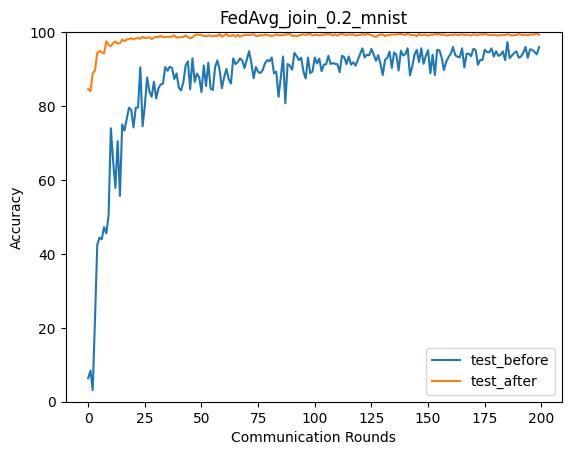 FedAvg_join_0.2_mnist
100
80
60
40
20
0
Accuracy
0 25 50 75 100 125 150 175 200
Communication Rounds
test_before
test_after